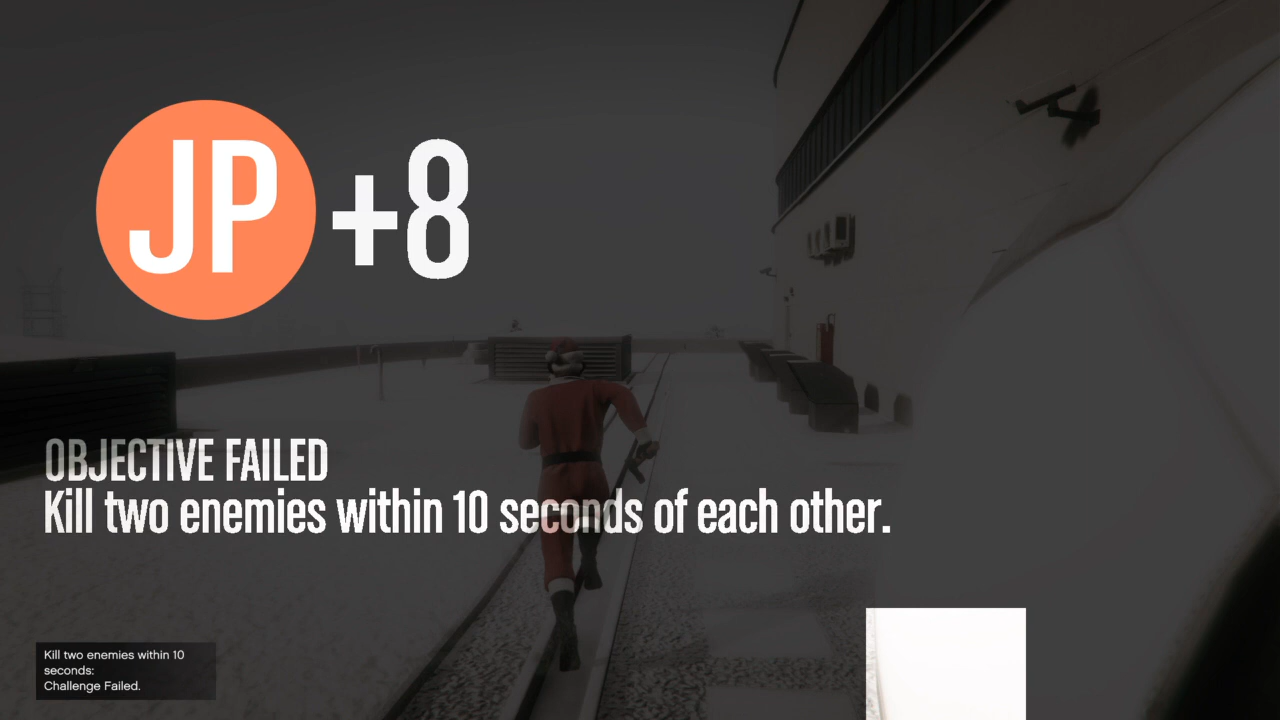 JP +8
OBJECTIVE FAILED
Kill two enemies within 10 seconds of each other.
Kill two enemies within 10
seconds:
Challenge Failed.